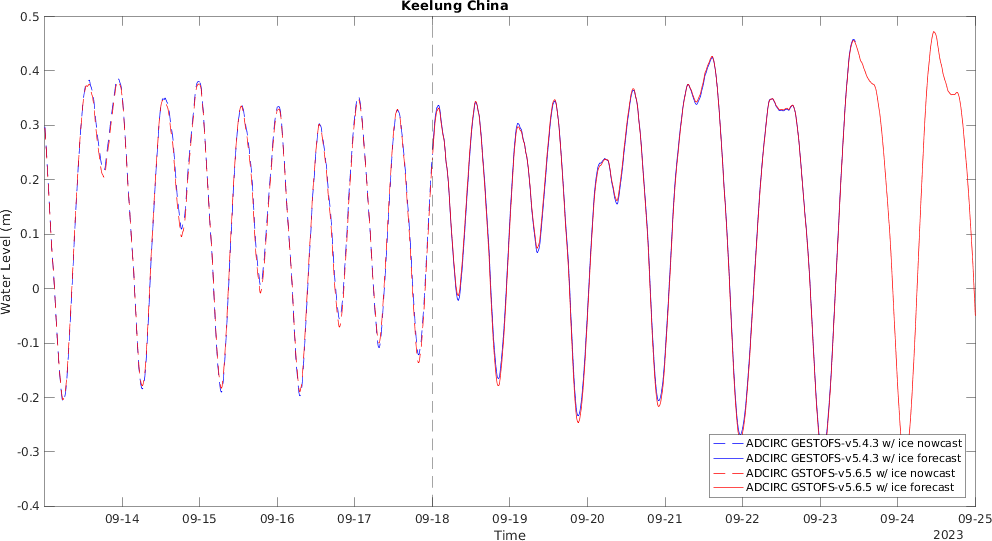 Keelung China
0.5
0.4
0.3
0.2
0.1
0
-0.1
-0.2
-0.3
-0.4
Water Level (m)
ADCIRC GESTOFS-v5.4.3 w/ ice nowcast
ADCIRC GESTOFS-v5.4.3 w/ ice forecast
ADCIRC GSTOFS-v5.6.5 w/ ice nowcast
ADCIRC GSTOFS-v5.6.5 w/ ice forecast
09-14 09-15 09-16 09-17 09-18 09-19 09-20 09-21 09-22 09-23 09-24 09-25
Time
2023